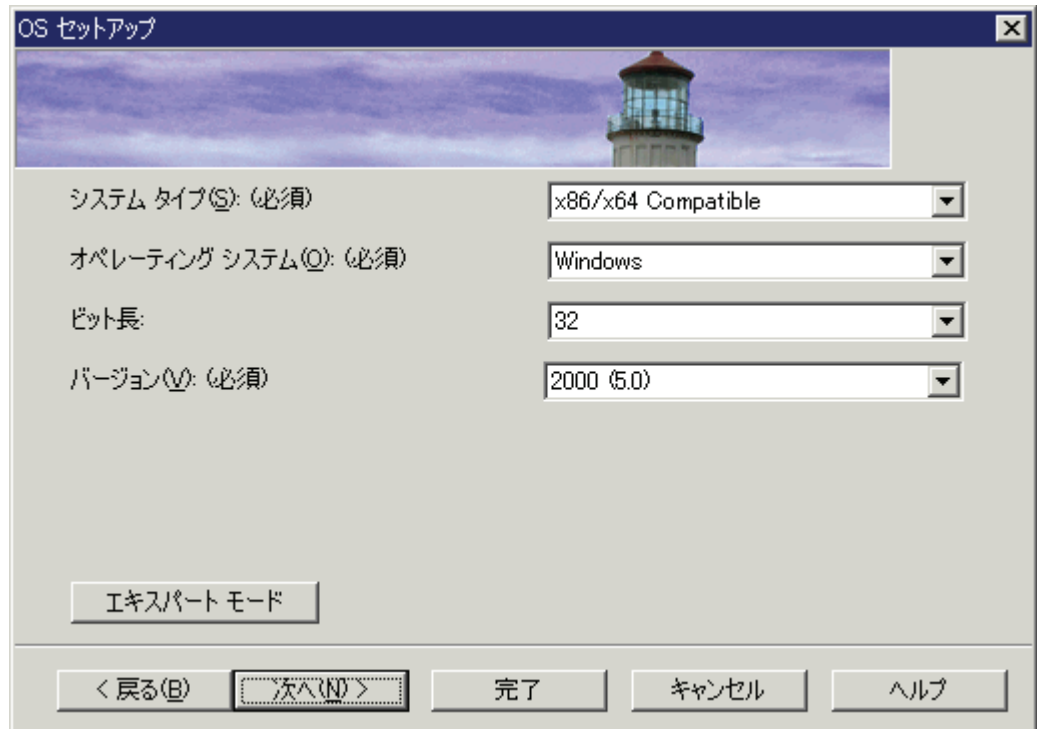 OS セットアップ
システム タイプ(S): (必須) x86/x64 Compatible
オペレーティング システム(O): (必須) Windows
ビット長: 32
バージョン(V): (必須) 2000 (5.0)
エキスパート モード
< 戻る(B) 次へ(N) > 完了 キャンセル ヘルプ